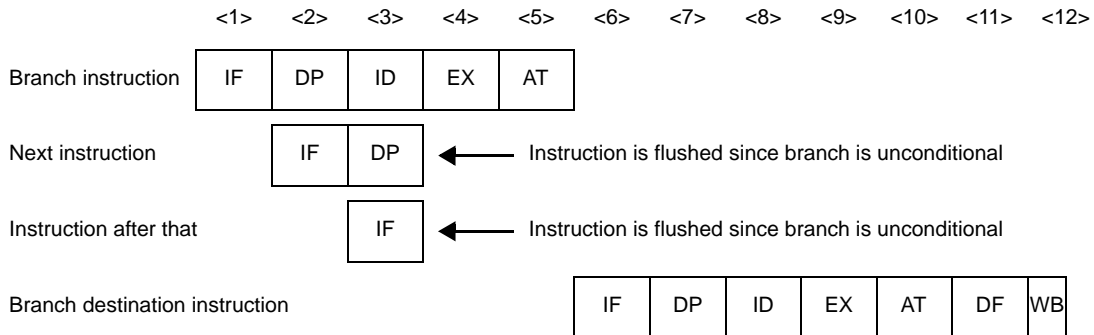 <1> <2> <3> <4> <5> <6> <7> <8> <9> <10> <11> <12>
Branch instruction IF DP ID EX AT
Next instruction IF DP Instruction is flushed since branch is unconditional
Instruction after that IF Instruction is flushed since branch is unconditional
Branch destination instruction IF DP ID EX AT DF WB